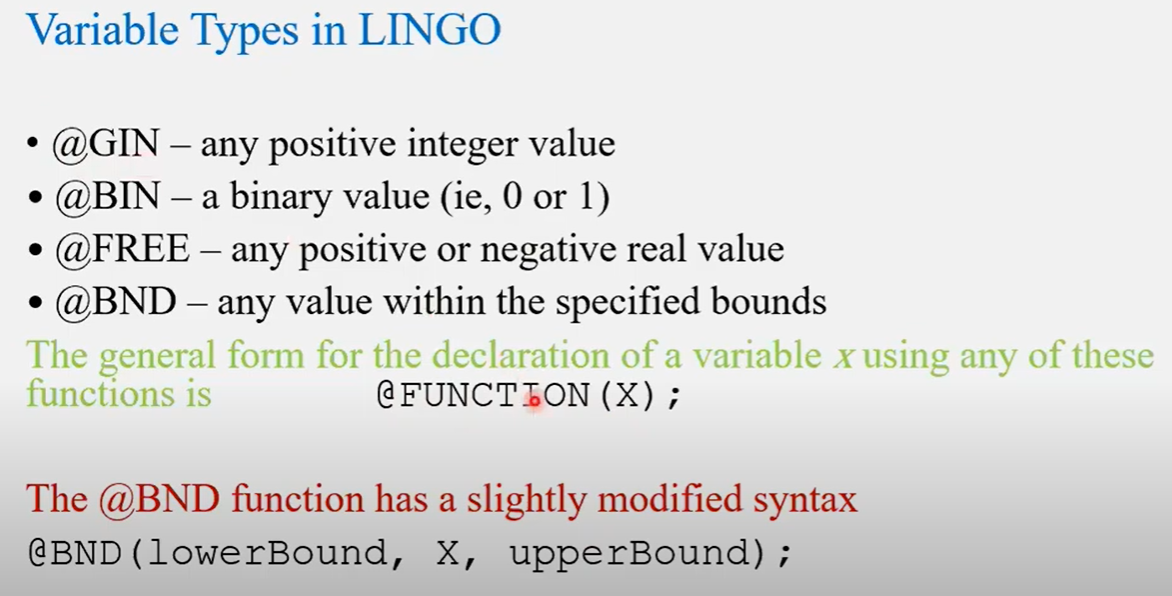 Variable Types in LINGO
• @GIN – any positive integer value
• @BIN – a binary value (ie, 0 or 1)
• @FREE – any positive or negative real value
• @BND – any value within the specified bounds
The general form for the declaration of a variable x using any of these
functions is @FUNCTION(X);
The @BND function has a slightly modified syntax
@BND(lowerBound, X, upperBound);